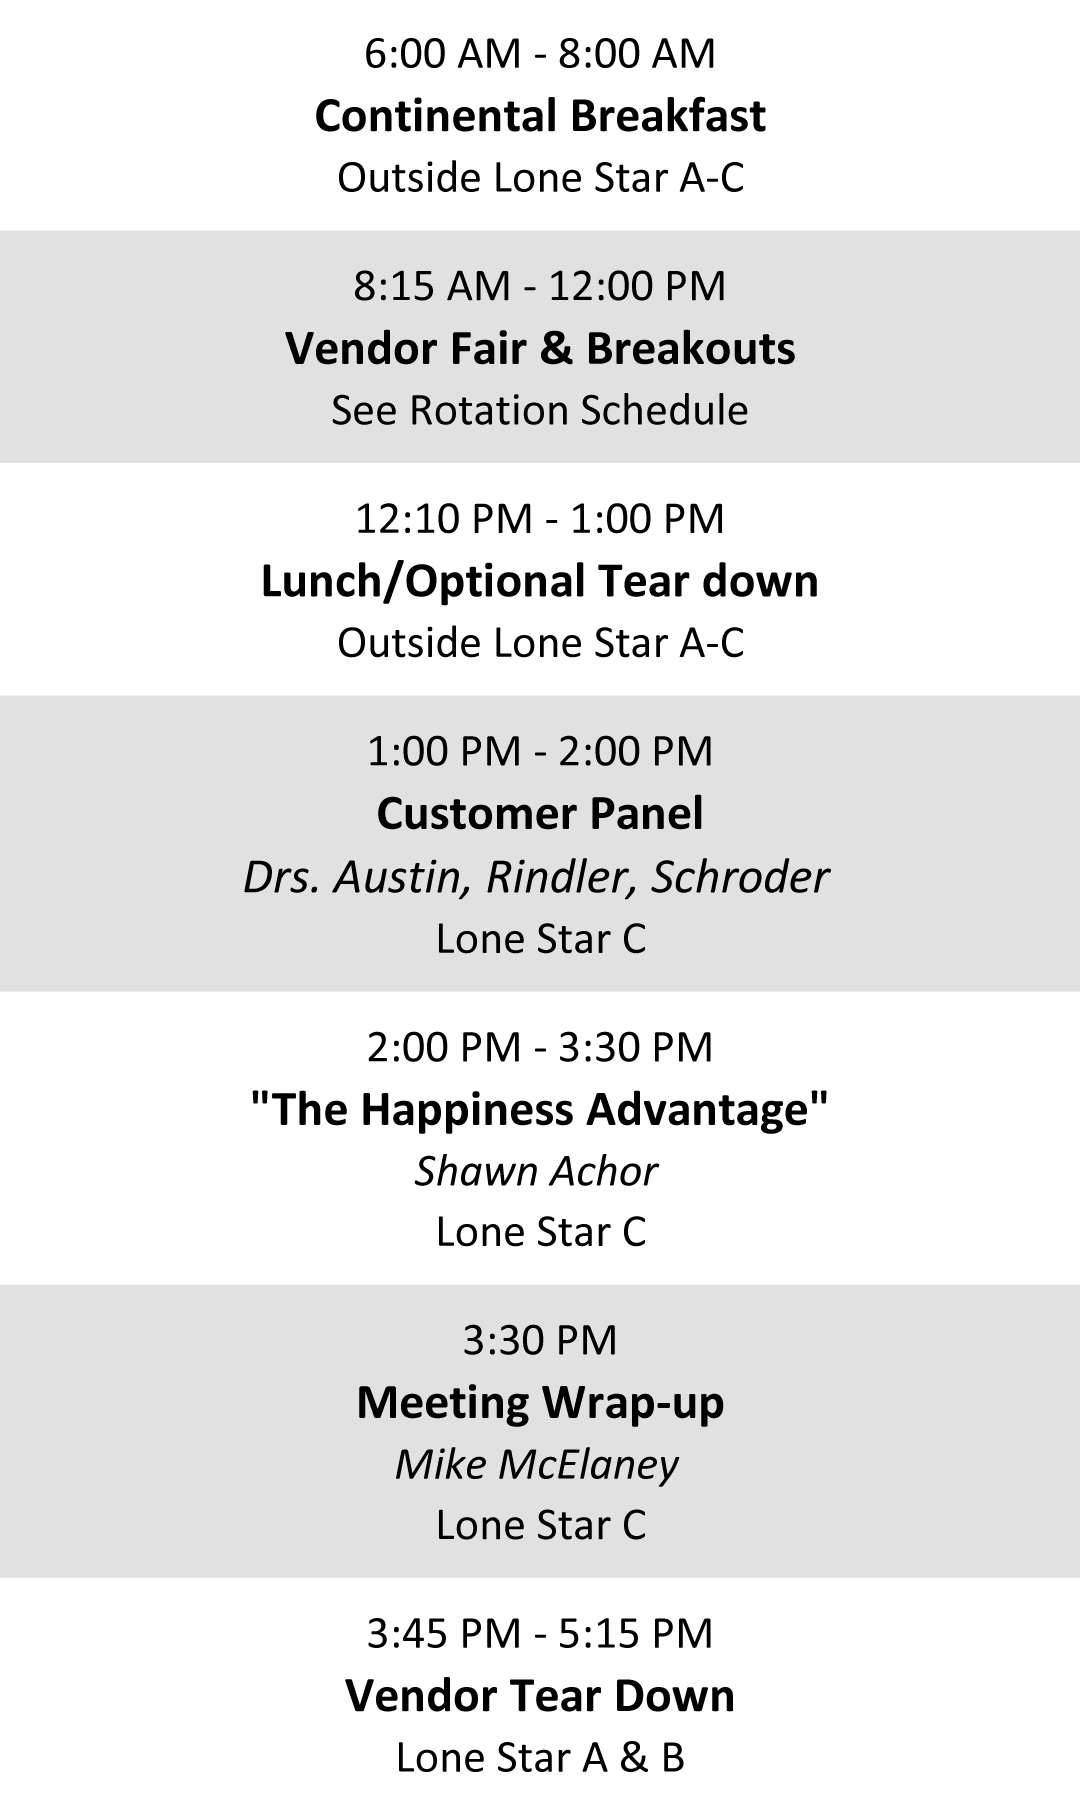 6:00 AM - 8:00 AM
Continental Breakfast
Outside Lone Star A-C
8:15 AM - 12:00 PM
Vendor Fair & Breakouts
See Rotation Schedule
12:10 PM - 1:00 PM
Lunch/Optional Tear down
Outside Lone Star A-C
1:00 PM - 2:00 PM
Customer Panel
Drs. Austin, Rindler, Schroder
Lone Star C
2:00 PM - 3:30 PM
"The Happiness Advantage"
Shawn Achor
Lone Star C
3:30 PM
Meeting Wrap-up
Mike McElaney
Lone Star C
3:45 PM - 5:15 PM
Vendor Tear Down
Lone Star A & B